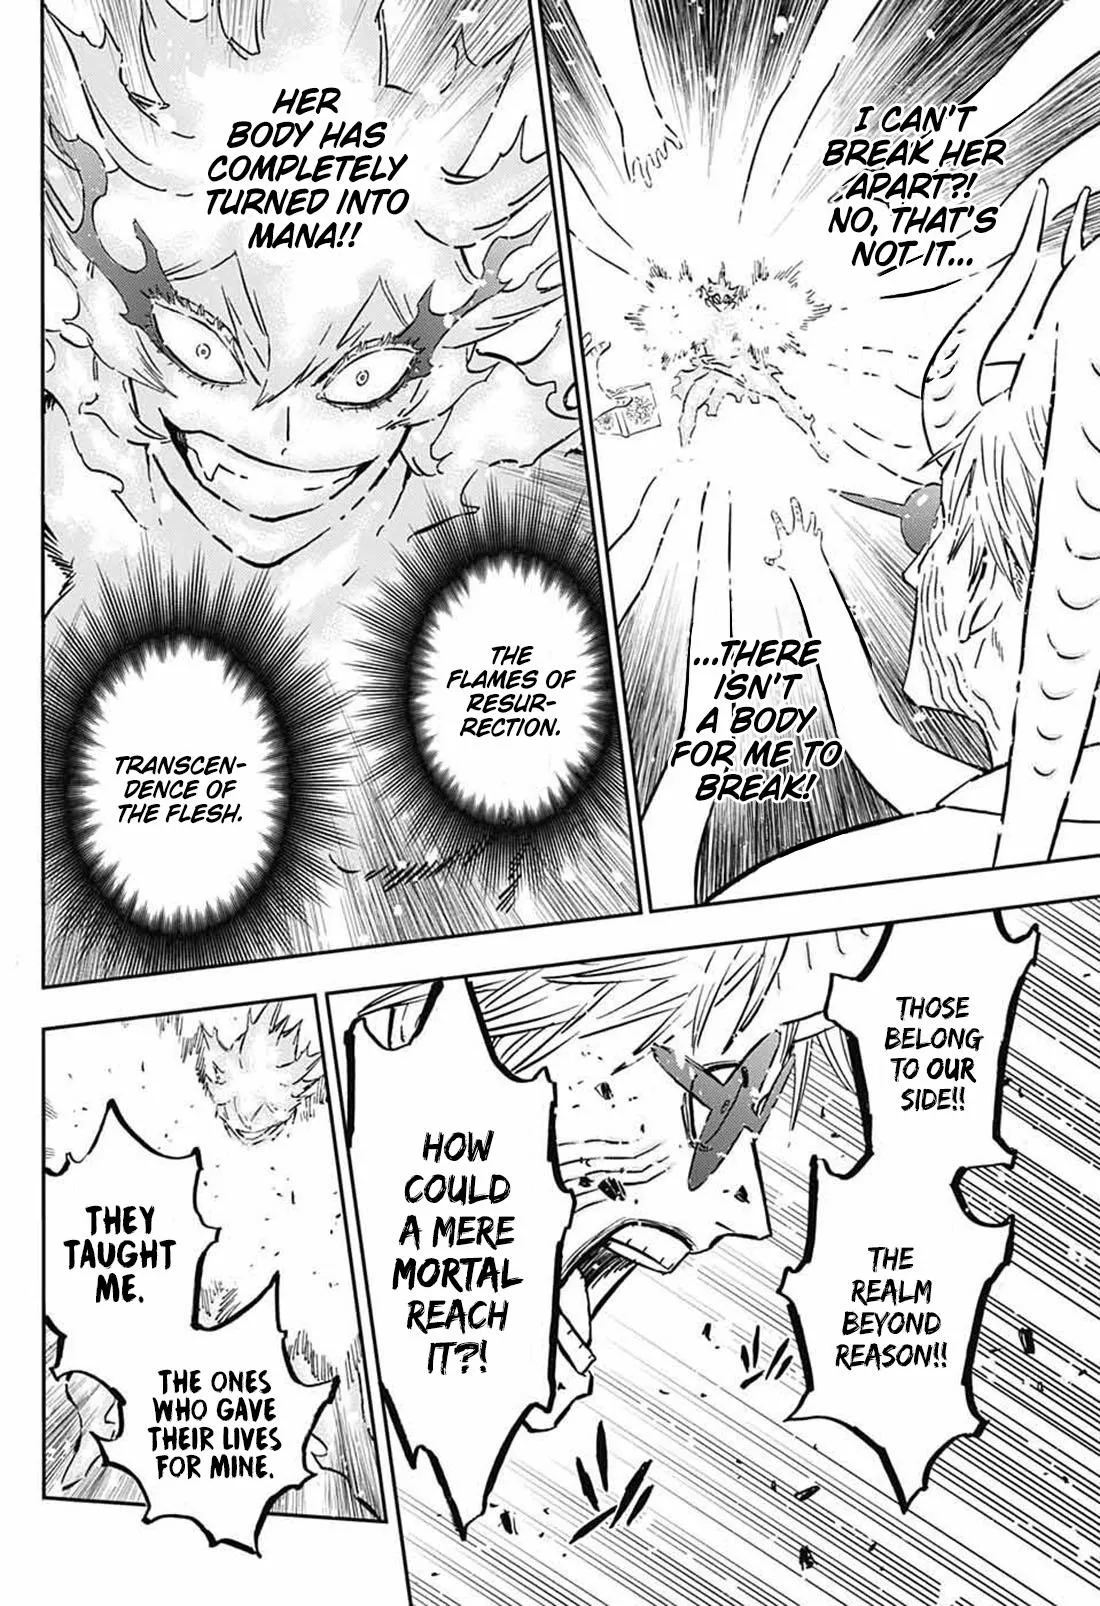 I CAN'T
BREAK HER
APART?!
NO, THAT'S
NOT IT...
...THERE
ISN'T
A BODY
FOR ME TO
BREAK!
HER
BODY HAS
COMPLETELY
TURNED INTO
MANA!!
THE
FLAMES OF
RESUR-
RECTION.
TRANSCEN-
DENCE OF
THE FLESH.
THOSE
BELONG
TO OUR
SIDE!!
THE
REALM
BEYOND
REASON!!
HOW
COULD
A MERE
MORTAL
REACH
IT?!
THEY
TAUGHT
ME.
THE ONES
WHO GAVE
THEIR LIVES
FOR MINE.